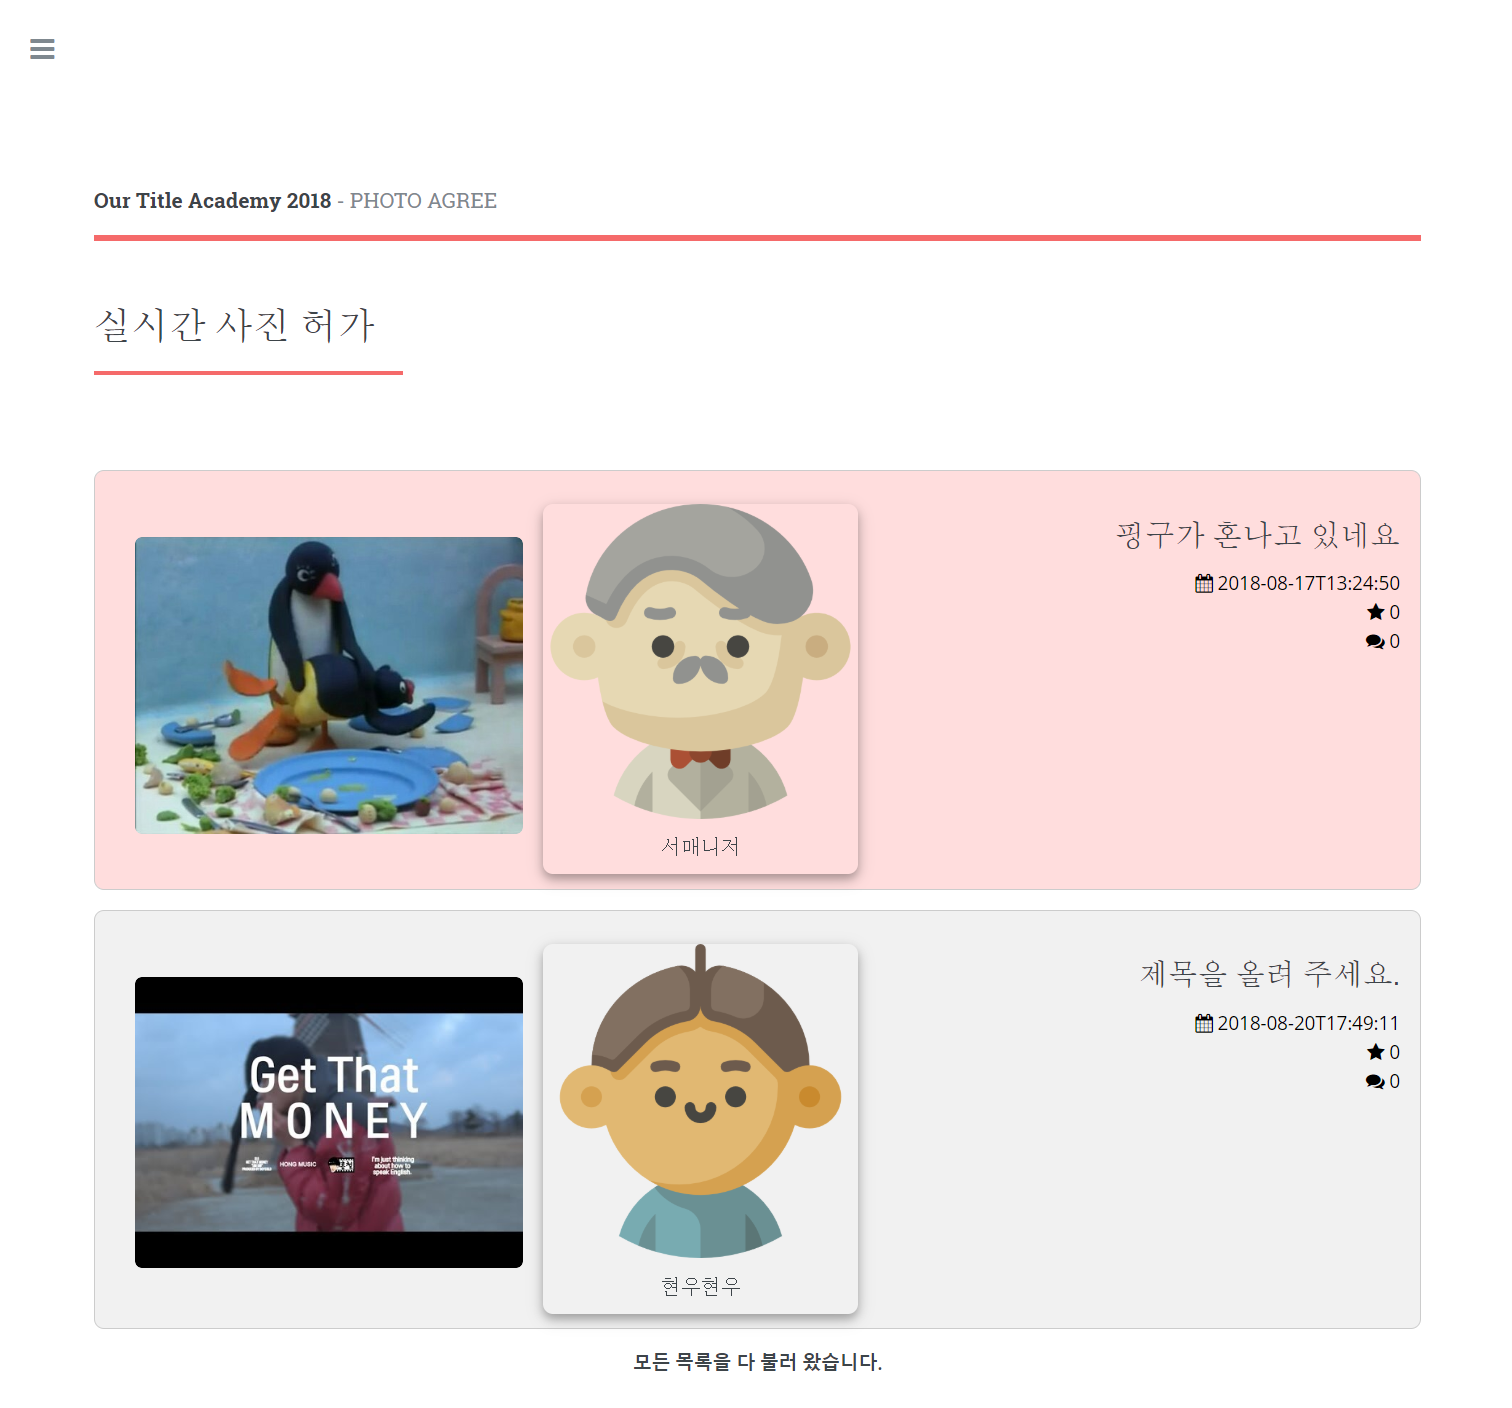 Our Title Academy 2018 - PHOTO AGREE
실시간 사진 허가
핑구가 혼나고 있네요
2018-08-17T13:24:50
0
0
서매니저
제목을 올려 주세요.
2018-08-20T17:49:11
0
0
Get That
MONEY
HONG MUSIC
I'm just thinking
about how to
speak English.
현우현우
모든 목록을 다 불러 왔습니다.